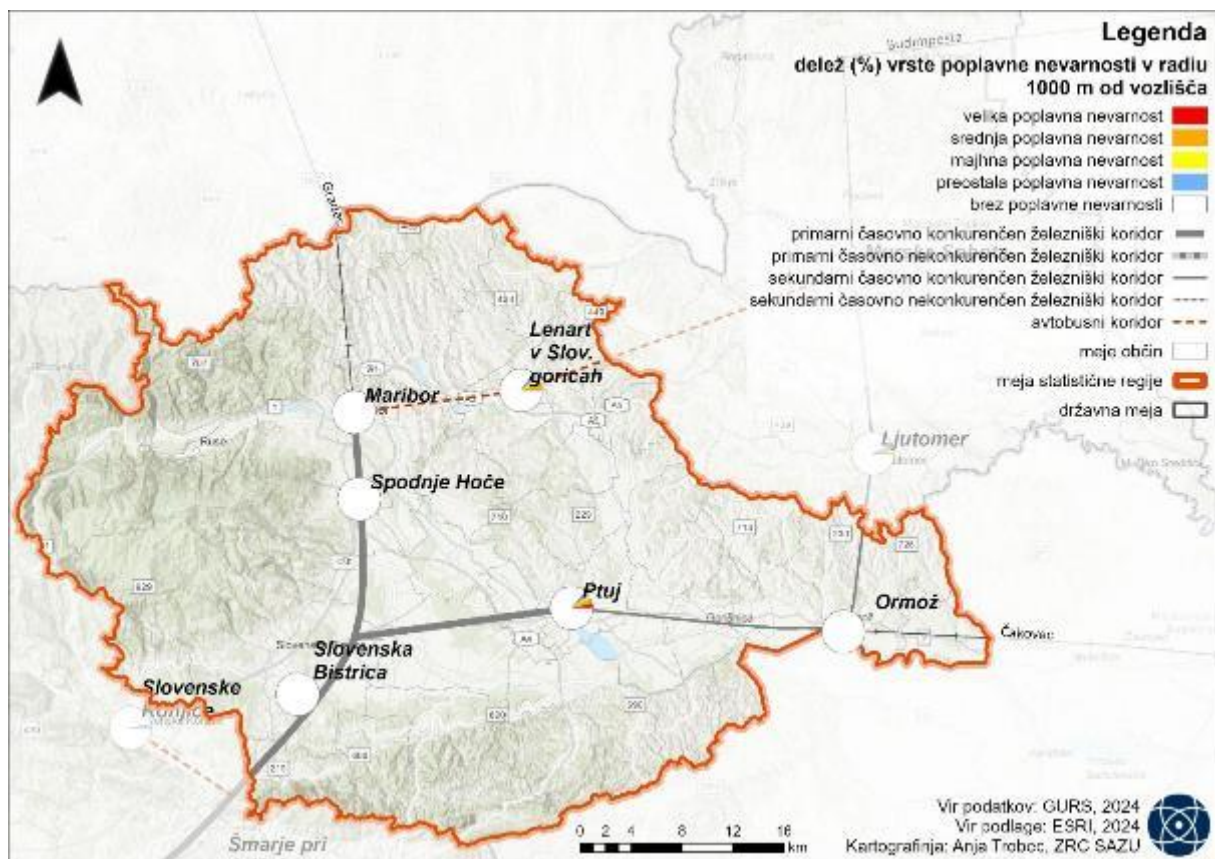 Legenda
delež (%) vrste poplavne nevarnosti v radiu
1000 m od vozlišča
velika poplavna nevarnost
srednja poplavna nevarnost
majhna poplavna nevarnost
preostala poplavna nevarnost
brez poplavne nevarnosti
primarni časovno konkurenčen železniški koridor
primarni časovno nekonkurenčen železniški koridor
sekundarni časovno konkurenčen železniški koridor
sekundarni časovno nekonkurenčen železniški koridor
avtobusni koridor
meje občin
meja statistične regije
državna meja
Lenart
v Slov.
goricah
Maribor
Ruše
Ljutomer
Spodnje Hoče
710
229
713
Ptuj
Ormož
Čakovec
Slovenska
Bistrica
Slovenske
Konjice
Šmarje pri
0 2 4 8 12 16
km
Vir podatkov: GURS, 2024
Vir podlage: ESRI, 2024
Kartografinja: Anja Trobec, ZRC SAZU